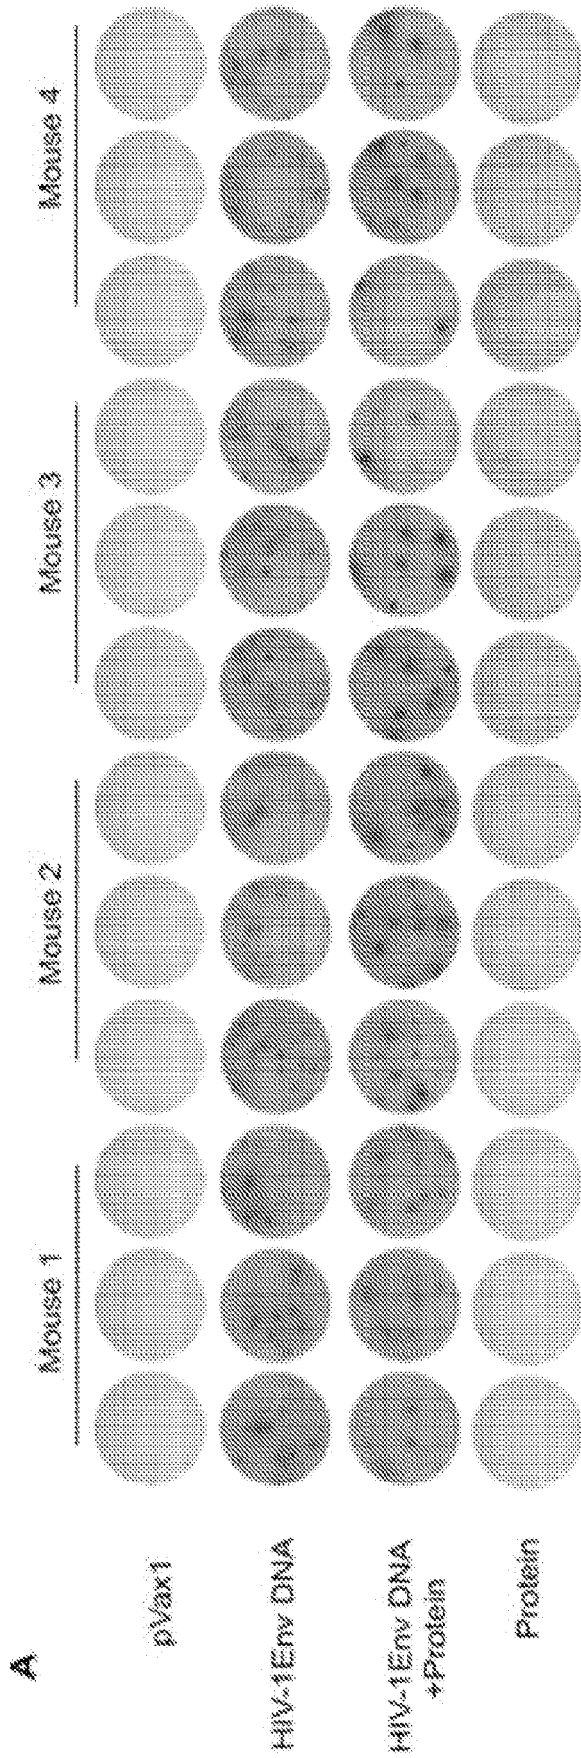 A
Mouse 1
Mouse 2
Mouse 3
Mouse 4
pVax1
HIV-1Env DNA
HIV-1Env DNA
+Protein
Protein